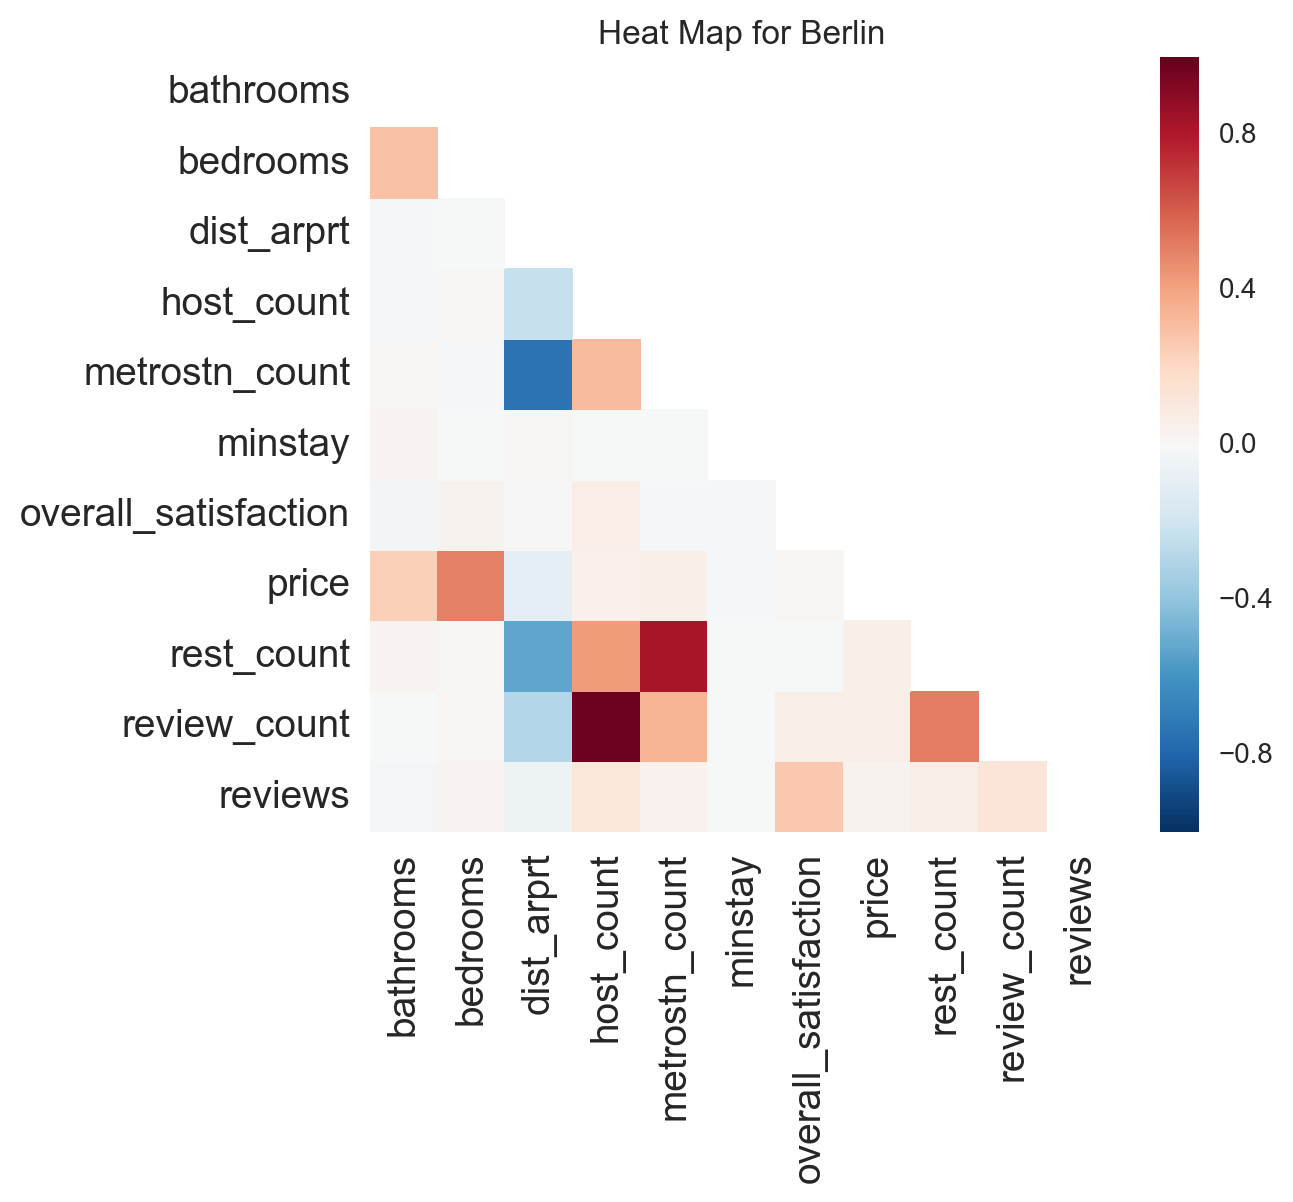 Heat Map for Berlin
bathrooms
bedrooms
dist_arprt
host_count
metrostn_count
minstay
overall_satisfaction
price
rest_count
review_count
reviews
bathrooms
bedrooms
dist_arprt
host_count
metrostn_count
minstay
overall_satisfaction
price
rest_count
review_count
reviews
0.8
0.4
0.0
−0.4
−0.8